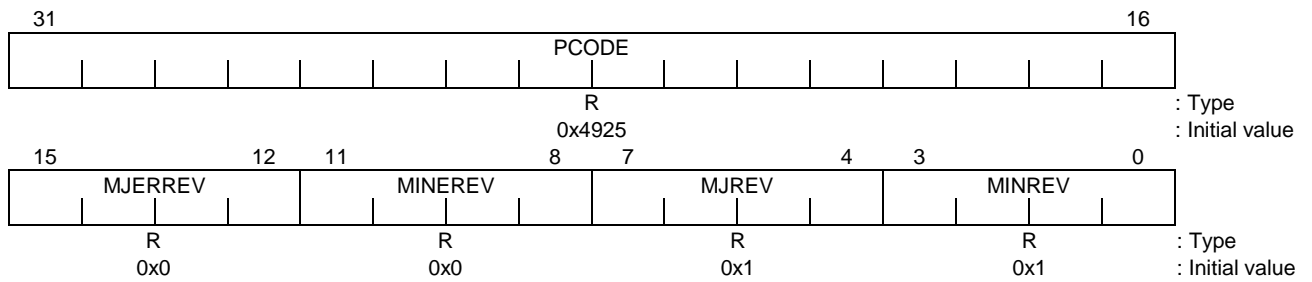 31 16
PCODE
R : Type
0x4925 : Initial value
15 12 11 8 7 4 3 0
MJERREV MINEREV MJREV MINREV
R R R R : Type
0x0 0x0 0x1 0x1 : Initial value